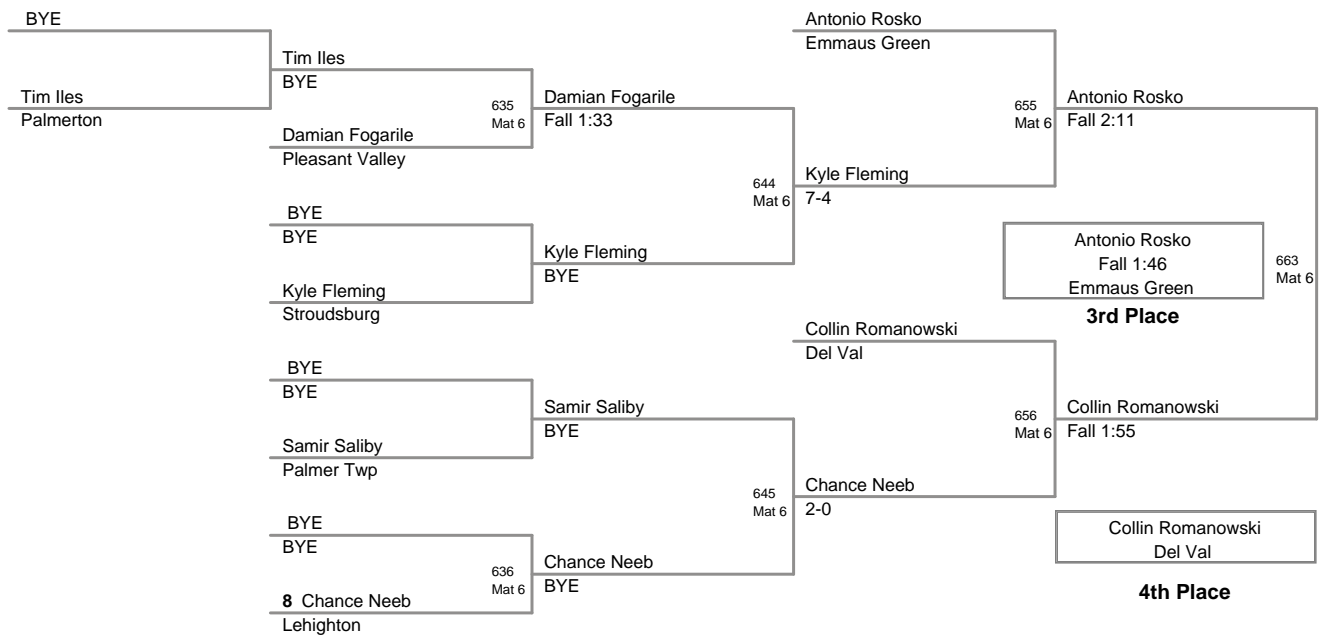 BYE
Tim Iles
Palmerton
Tim Iles
BYE
Damian Fogarile
Pleasant Valley
BYE
BYE
Kyle Fleming
Stroudsburg
BYE
BYE
Samir Saliby
Palmer Twp
BYE
BYE
8 Chance Neeb
Lehighton
635
Mat 6
636
Mat 6
Damian Fogarile
Fall 1:33
Kyle Fleming
BYE
Samir Saliby
BYE
Chance Neeb
BYE
644
Mat 6
645
Mat 6
Antonio Rosko
Emmaus Green
Kyle Fleming
7-4
Collin Romanowski
Del Val
Chance Neeb
2-0
655
Mat 6
656
Mat 6
Antonio Rosko
Fall 2:11
Antonio Rosko
Fall 1:46
Emmaus Green
3rd Place
663
Mat 6
Collin Romanowski
Fall 1:55
Collin Romanowski
Del Val
4th Place